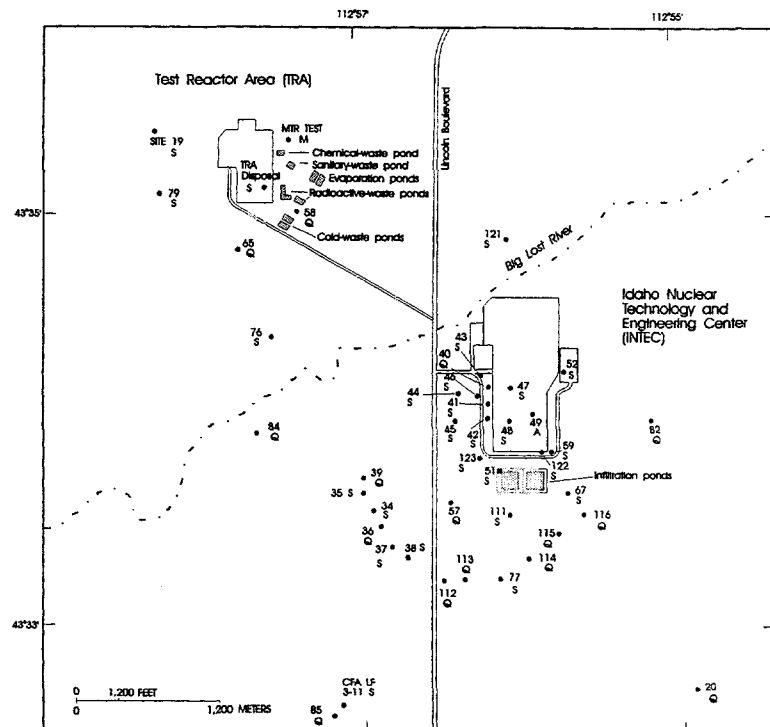 112°57'
112°55'
Test Reactor Area (TRA)
MTR TEST
M
SITE 19
S
Chemical-waste pond
Sanitary-waste pond
Evaporation ponds
TRA
Disposal
S
Radioactive-waste ponds
79
S
58
Q
Cold-waste ponds
43°35'
65
Q
Lincoln Boulevard
121
S
Big Lost River
Idaho Nuclear
Technology and
Engineering Center
(INTEC)
76
S
43
S
40
Q
46
S
52
S
44
S
47
S
41
S
45
S
42
S
48
S
49
A
82
Q
84
Q
123
S
59
S
122
S
51
S
Infiltration ponds
39
Q
35 S
67
S
34
S
57
Q
111
S
116
Q
36
Q
115
Q
37
S
38 S
113
Q
114
Q
77
S
112
Q
43°33'
CFA LF
3-11 S
85
Q
20
Q
0 1,200 FEET
0 1,200 METERS